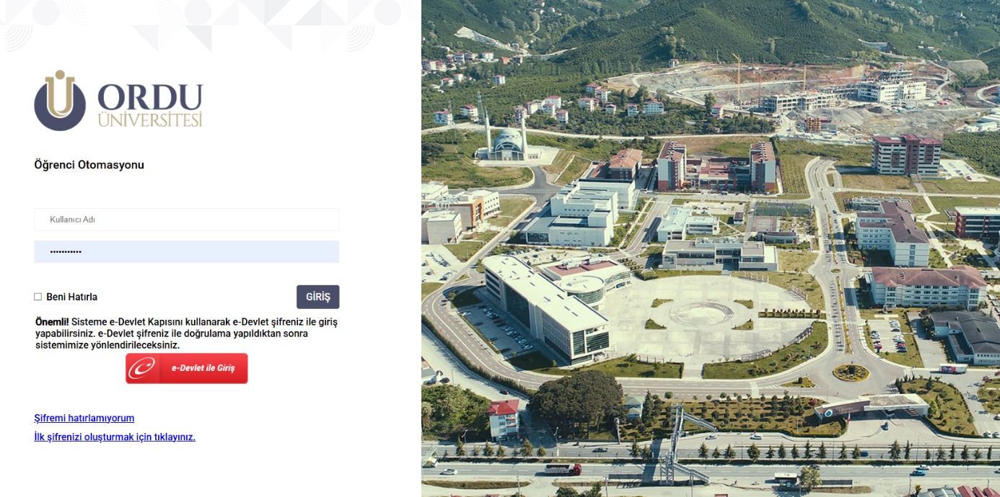 ORDU
ÜNİVERSİTESİ
Öğrenci Otomasyonu
Kullanıcı Adı
•••••••••••
Beni Hatırla
GİRİŞ
Önemli! Sisteme e-Devlet Kapısını kullanarak e-Devlet şifreniz ile giriş
yapabilirsiniz. e-Devlet şifreniz ile doğrulama yapıldıktan sonra
sistemimize yönlendirileceksiniz.
e-Devlet ile Giriş
Şifremi hatırlamıyorum
İlk şifrenizi oluşturmak için tıklayınız.